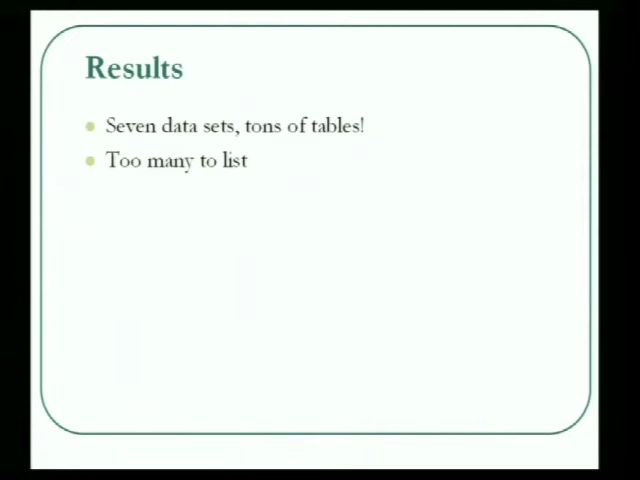 Results
Seven data sets, tons of tables!
Too many to list